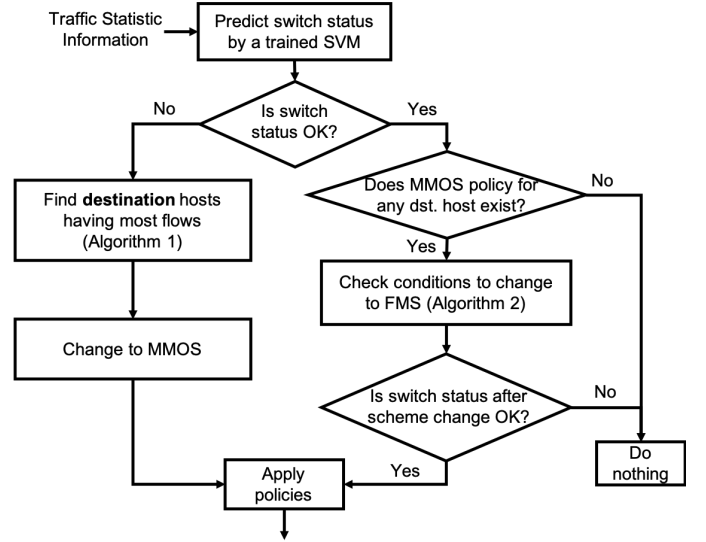 Traffic Statistic
Information
Predict switch status
by a trained SVM
Is switch
status OK?
No
Yes
Find destination hosts
having most flows
(Algorithm 1)
Does MMOS policy for
any dst. host exist?
No
Yes
Check conditions to change
to FMS (Algorithm 2)
Change to MMOS
Is switch status after
scheme change OK?
No
Yes
Do
nothing
Apply
policies